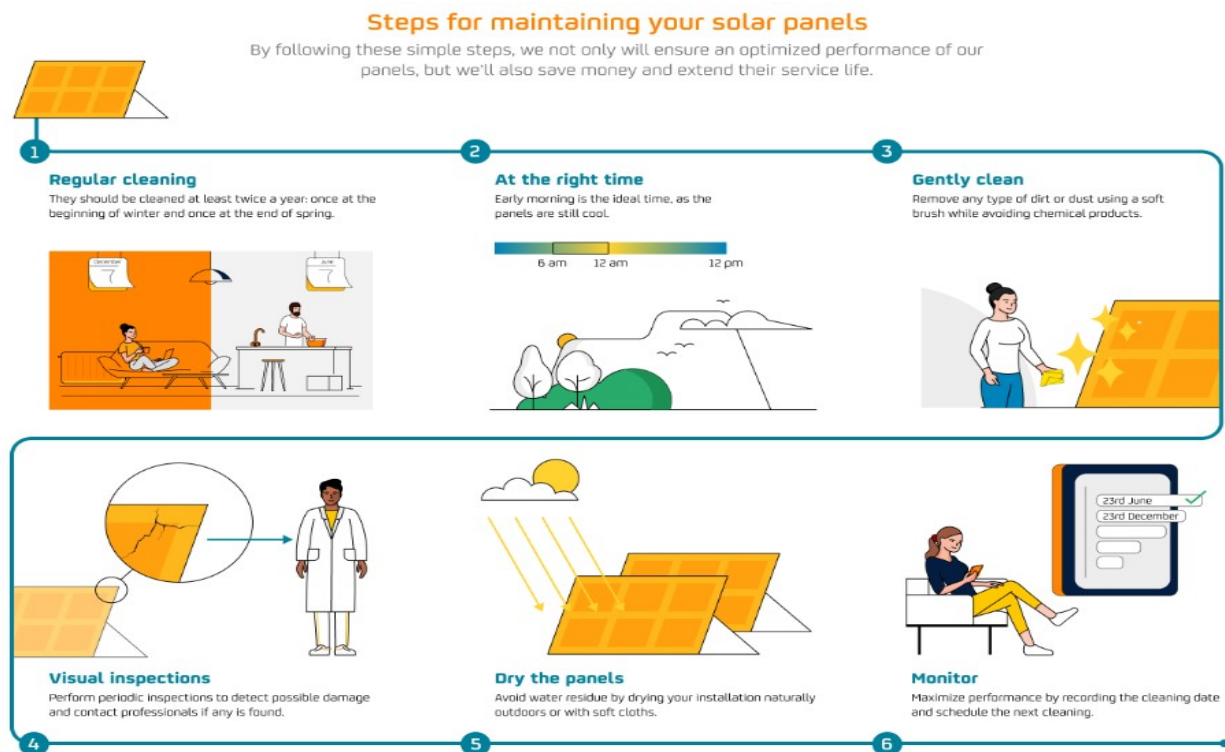 Steps for maintaining your solar panels
By following these simple steps, we not only will ensure an optimized performance of our
panels, but we'll also save money and extend their service life.
1
2
3
Regular cleaning
They should be cleaned at least twice a year: once at the
beginning of winter and once at the end of spring.
December
7
June
7
At the right time
Early morning is the ideal time, as the
panels are still cool.
6 am
12 am
12 pm
Gently clean
Remove any type of dirt or dust using a soft
brush while avoiding chemical products.
Visual inspections
Perform periodic inspections to detect possible damage
and contact professionals if any is found.
4
Dry the panels
Avoid water residue by drying your installation naturally
outdoors or with soft cloths.
5
23rd June
23rd December
Monitor
Maximize performance by recording the cleaning date
and schedule the next cleaning.
6